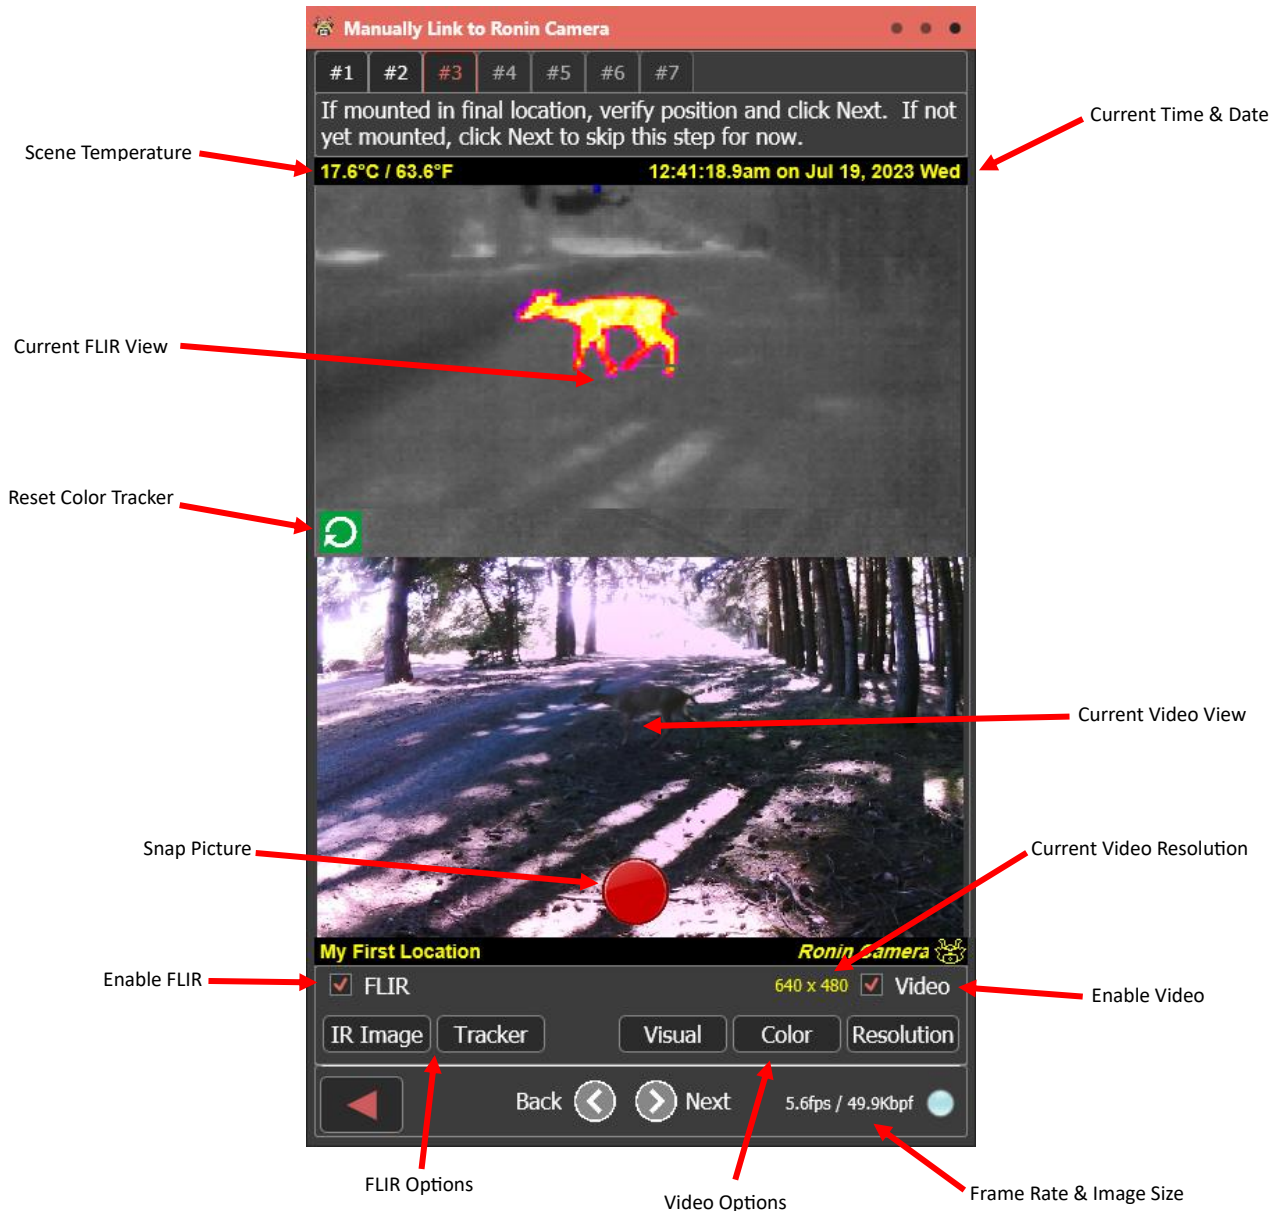 Manually Link to Ronin Camera
#1 #2 #3 #4 #5 #6 #7
If mounted in final location, verify position and click Next.  If not
yet mounted, click Next to skip this step for now.
Current Time & Date
Scene Temperature
17.6°C / 63.6°F
12:41:18.9am on Jul 19, 2023 Wed
Current FLIR View
Reset Color Tracker
Current Video View
Snap Picture
Current Video Resolution
My First Location
Ronin Camera
Enable FLIR
FLIR
640 x 480
Video
Enable Video
IR Image
Tracker
Visual
Color
Resolution
Back
Next
5.6fps / 49.9Kbpf
FLIR Options
Video Options
Frame Rate & Image Size